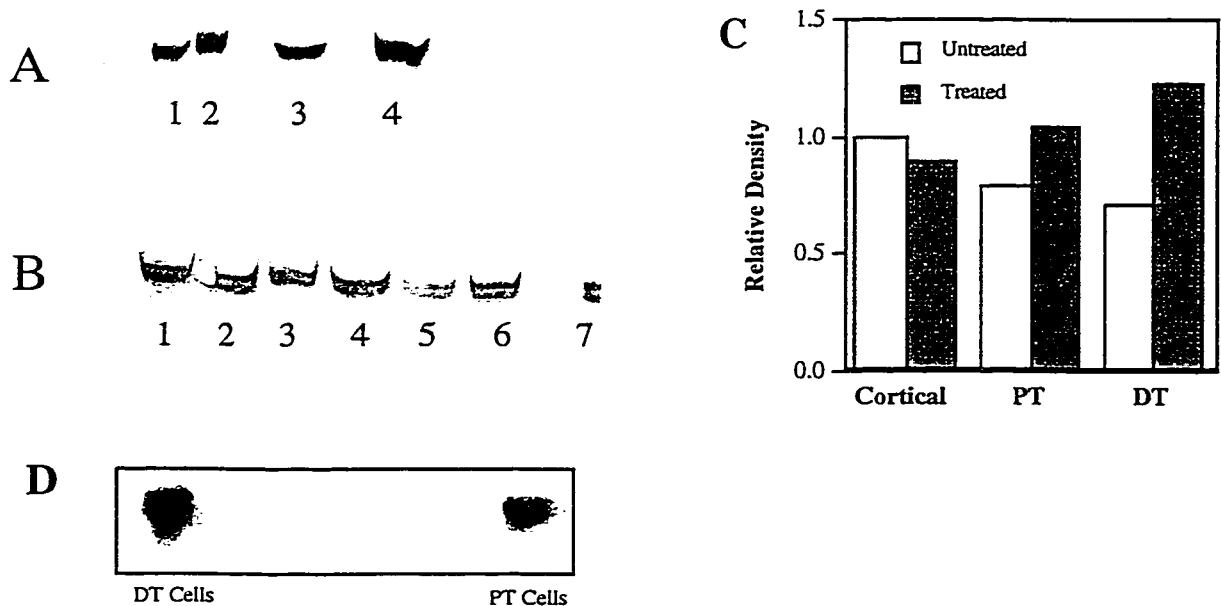 A
1 2 3 4
B
1 2 3 4 5 6 7
C
1.5
1.0
0.5
0.0
Relative Density
Untreated
Treated
Cortical PT DT
D
DT Cells PT Cells